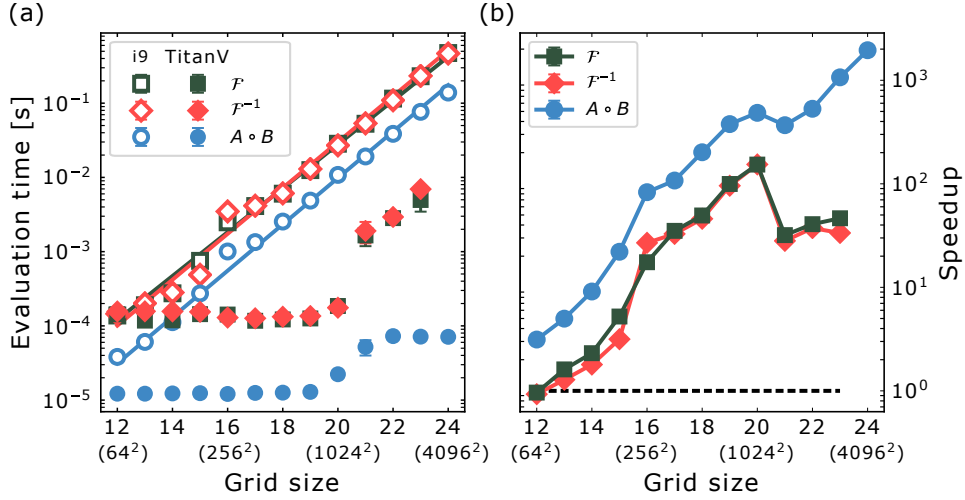 (a)
Evaluation time [s]
10⁻¹
10⁻²
10⁻³
10⁻⁴
10⁻⁵
i9 TitanV
ℱ
ℱ⁻¹
A ∘ B
12 14 16 18 20 22 24
(64²) (256²) (1024²) (4096²)
Grid size
(b)
ℱ
ℱ⁻¹
A ∘ B
10³
10²
10¹
10⁰
Speedup
12 14 16 18 20 22 24
(64²) (256²) (1024²) (4096²)
Grid size